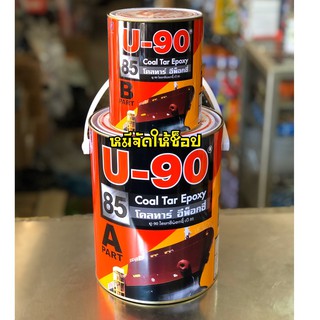 U-90
85
Coal Tar Epoxy
โคลทาร์ อีพ็อกซี่
B
PART
หมีจัดให้ช็อป
U-90
85
Coal Tar Epoxy
โคลทาร์ อีพ็อกซี่
A
PART